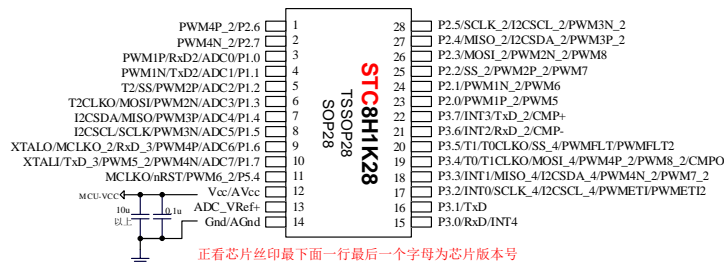 PWM4P_2/P2.6 1
PWM4N_2/P2.7 2
PWM1P/RxD2/ADC0/P1.0 3
PWM1N/TxD2/ADC1/P1.1 4
T2/SS/PWM2P/ADC2/P1.2 5
T2CLKO/MOSI/PWM2N/ADC3/P1.3 6
I2CSDA/MISO/PWM3P/ADC4/P1.4 7
I2CSCL/SCLK/PWM3N/ADC5/P1.5 8
XTALO/MCLKO_2/RxD_3/PWM4P/ADC6/P1.6 9
XTALI/TxD_3/PWM5_2/PWM4N/ADC7/P1.7 10
MCLKO/nRST/PWM6_2/P5.4 11
Vcc/AVcc 12
ADC_VRef+ 13
Gnd/AGnd 14
MCU-VCC
10u
以上
0.1u
STC8H1K28
TSSOP28
SOP28
28 P2.5/SCLK_2/I2CSCL_2/PWM3N_2
27 P2.4/MISO_2/I2CSDA_2/PWM3P_2
26 P2.3/MOSI_2/PWM2N_2/PWM8
25 P2.2/SS_2/PWM2P_2/PWM7
24 P2.1/PWM1N_2/PWM6
23 P2.0/PWM1P_2/PWM5
22 P3.7/INT3/TxD_2/CMP+
21 P3.6/INT2/RxD_2/CMP-
20 P3.5/T1/T0CLKO/SS_4/PWMFLT/PWMFLT2
19 P3.4/T0/T1CLKO/MOSI_4/PWM4P_2/PWM8_2/CMPO
18 P3.3/INT1/MISO_4/I2CSDA_4/PWM4N_2/PWM7_2
17 P3.2/INT0/SCLK_4/I2CSCL_4/PWMETI/PWMETI2
16 P3.1/TxD
15 P3.0/RxD/INT4
正看芯片丝印最下面一行最后一个字母为芯片版本号